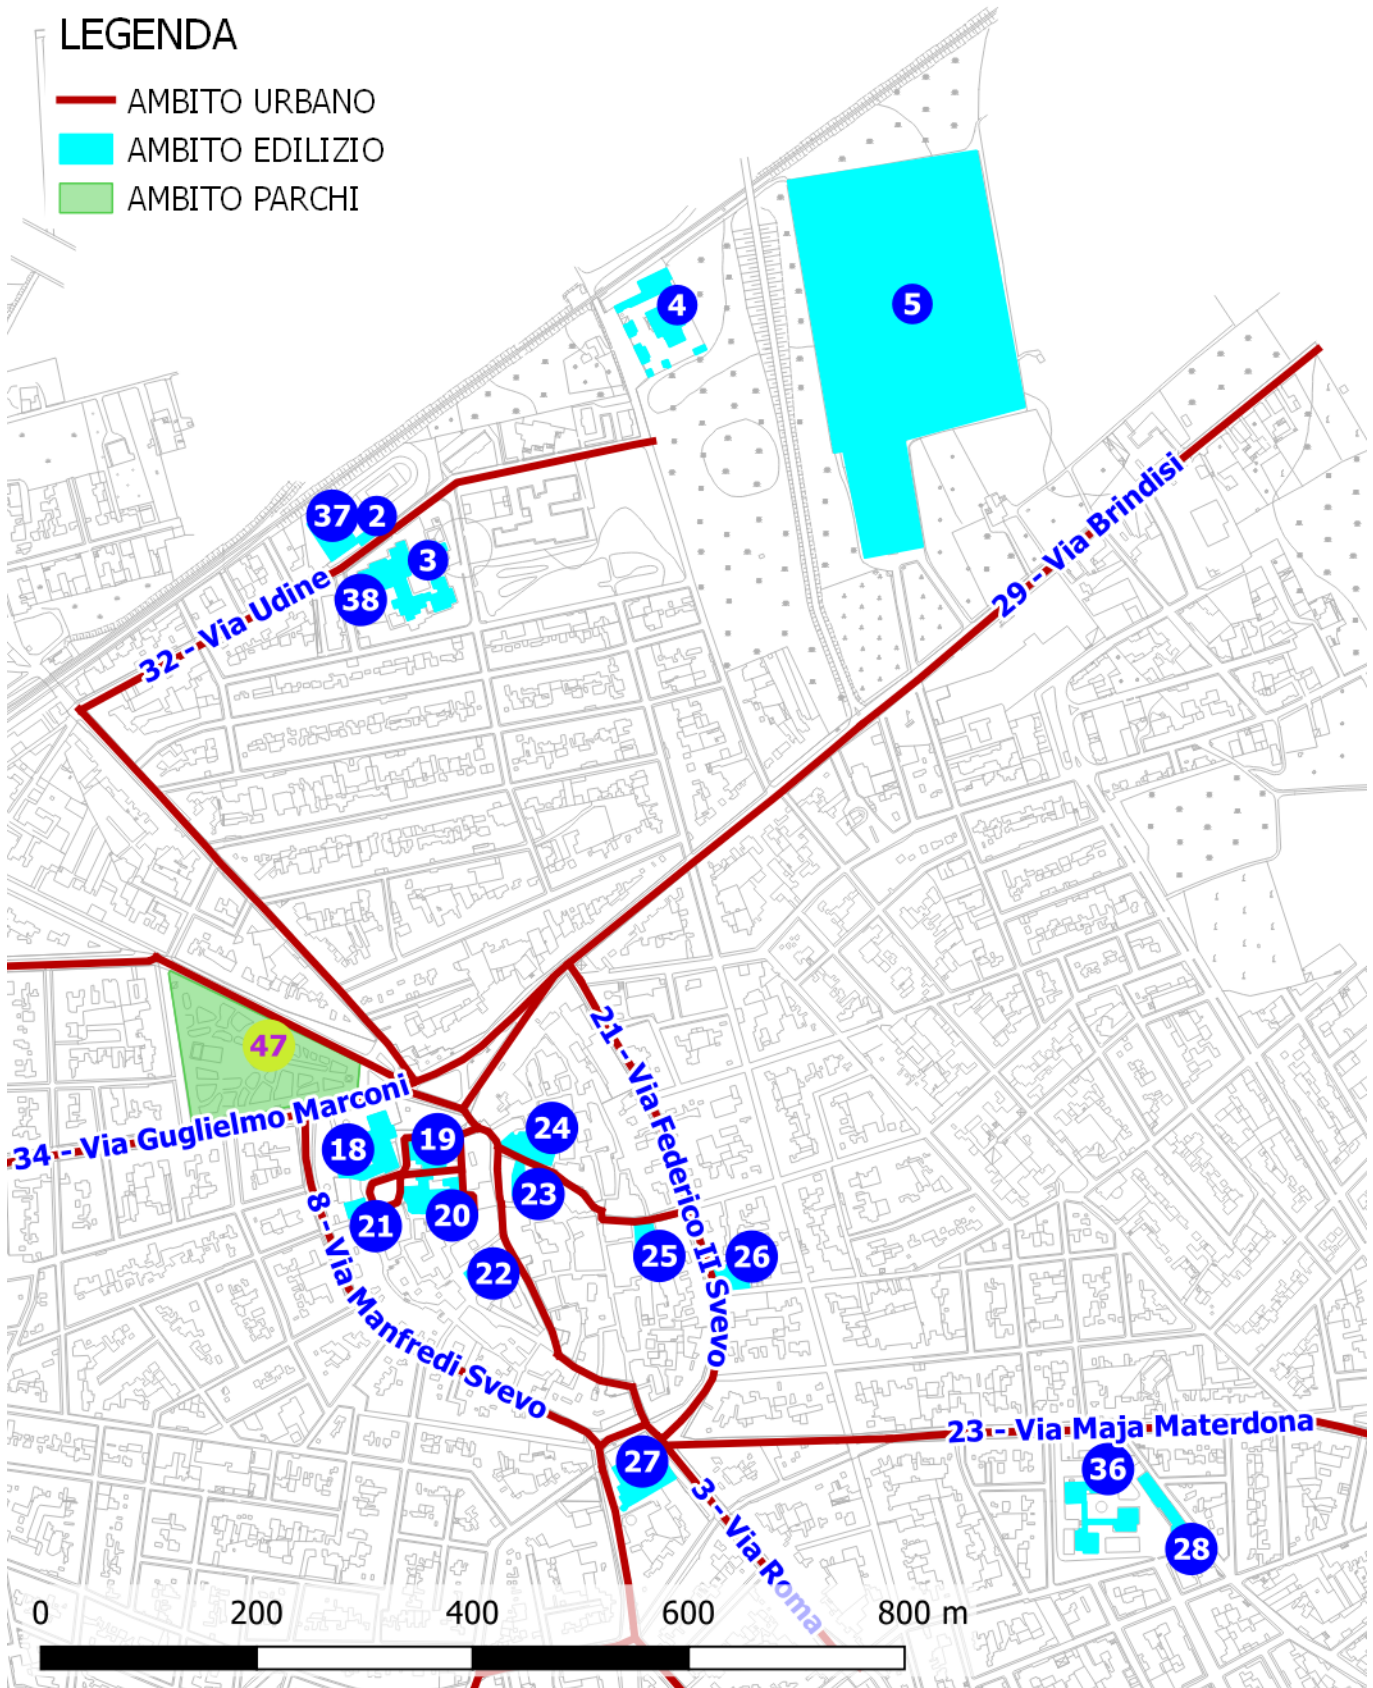 LEGENDA
AMBITO URBANO
AMBITO EDILIZIO
AMBITO PARCHI
4
5
29 - Via Brindisi
37
2
3
38
32 - Via Udine
47
34 - Via Guglielmo Marconi
21 - Via Federico II Svevo
24
19
18
23
20
21
25
26
22
8 - Via Manfredi Svevo
23 - Via Maja Materdona
27
36
3 - Via Roma
28
0 200 400 600 800 m